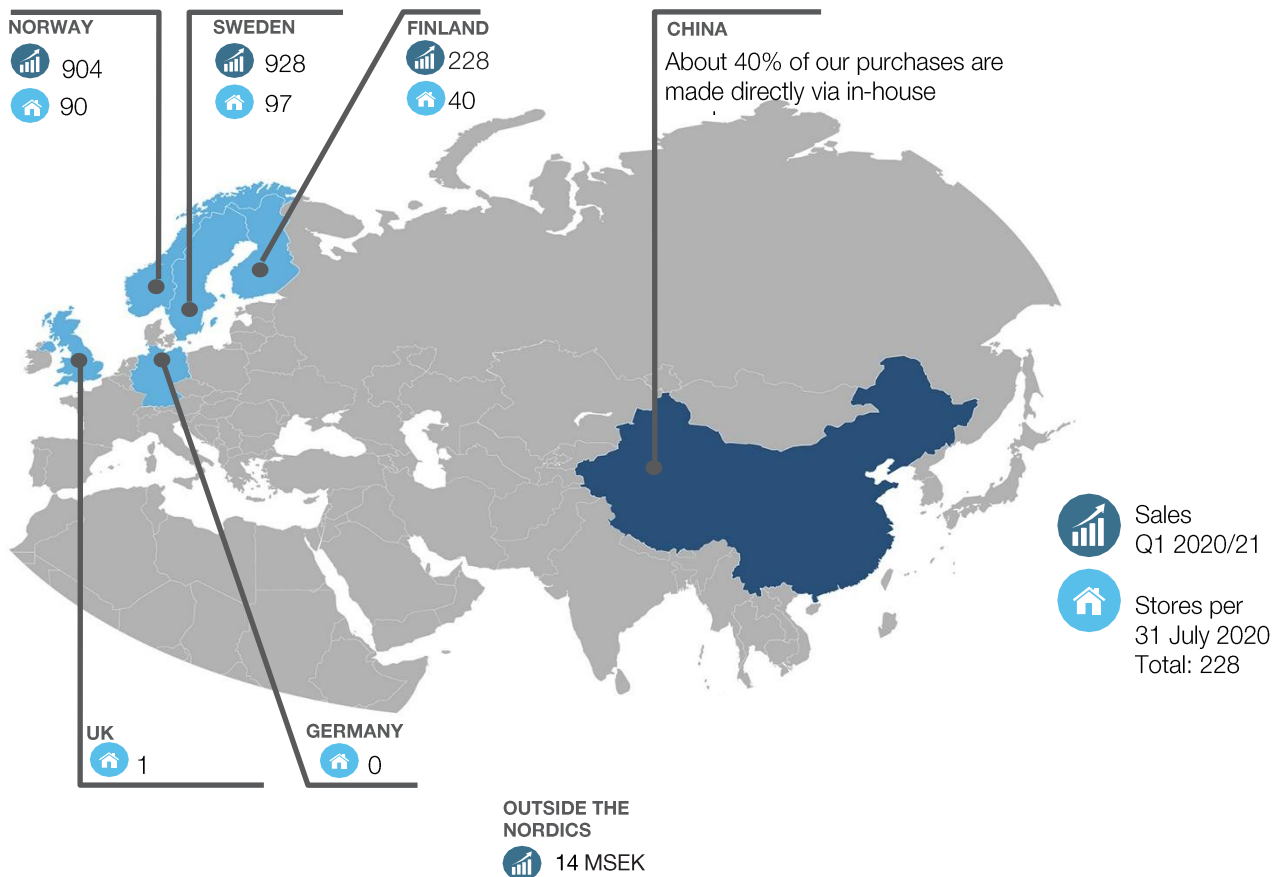 NORWAY
904
90
SWEDEN
928
97
FINLAND
228
40
CHINA
About 40% of our purchases are
made directly via in-house
Sales
Q1 2020/21
Stores per
31 July 2020
Total: 228
UK
1
GERMANY
0
OUTSIDE THE
NORDICS
14 MSEK